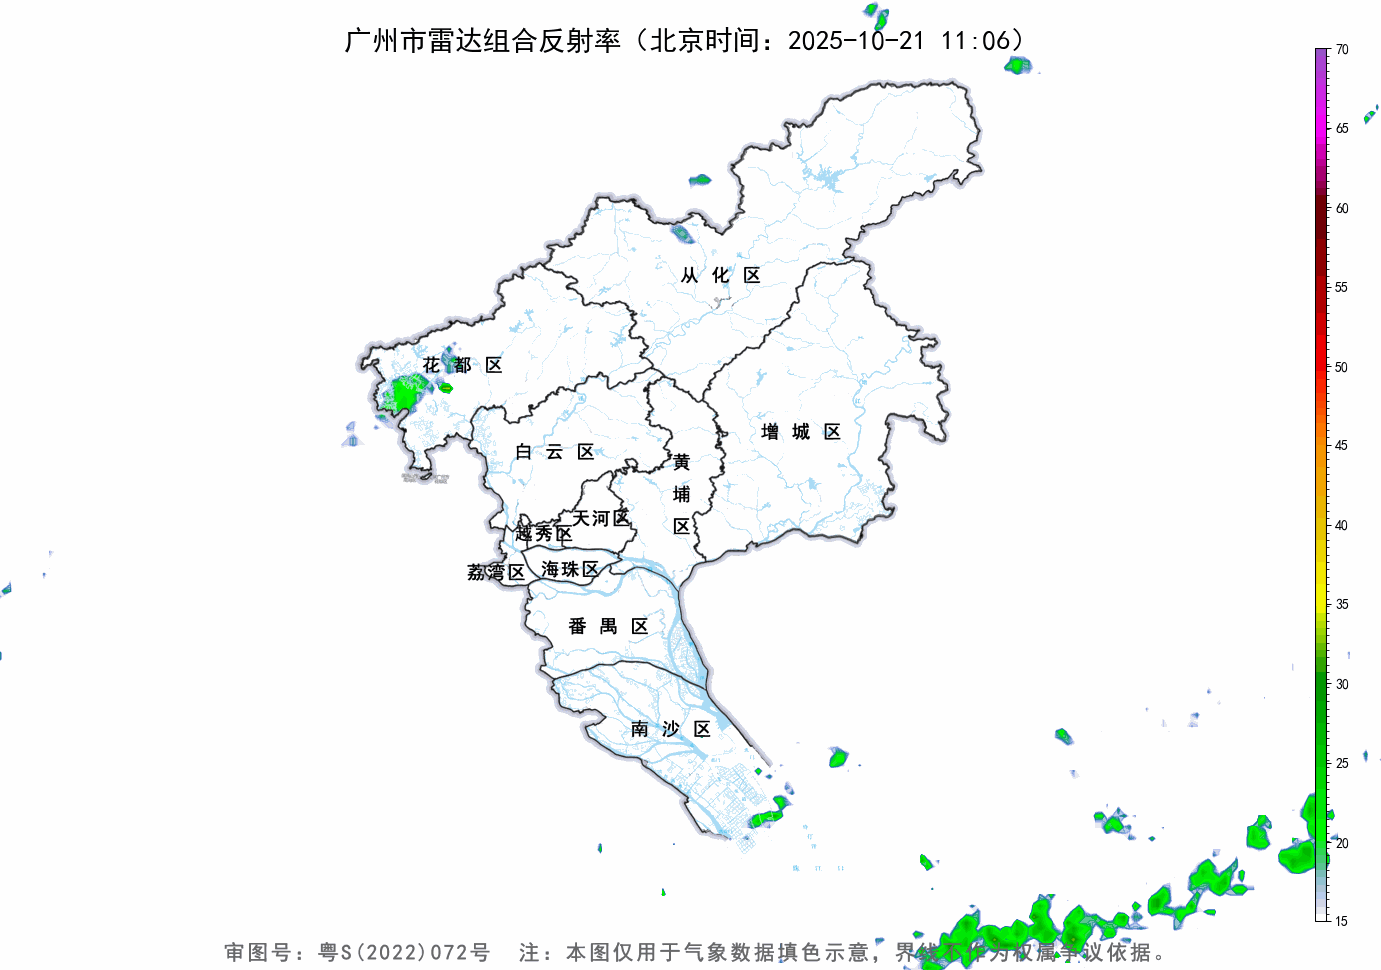 广州市雷达组合反射率（北京时间：2025-10-21 11:06）
70
65
60
55
50
45
40
35
30
25
20
15
从化区
花都区
增城区
白云区
黄埔区
天河区
越秀区
荔湾区
海珠区
番禺区
南沙区
审图号：粤S(2022)072号 注：本图仅用于气象数据填色示意，界线不作为权属争议依据。